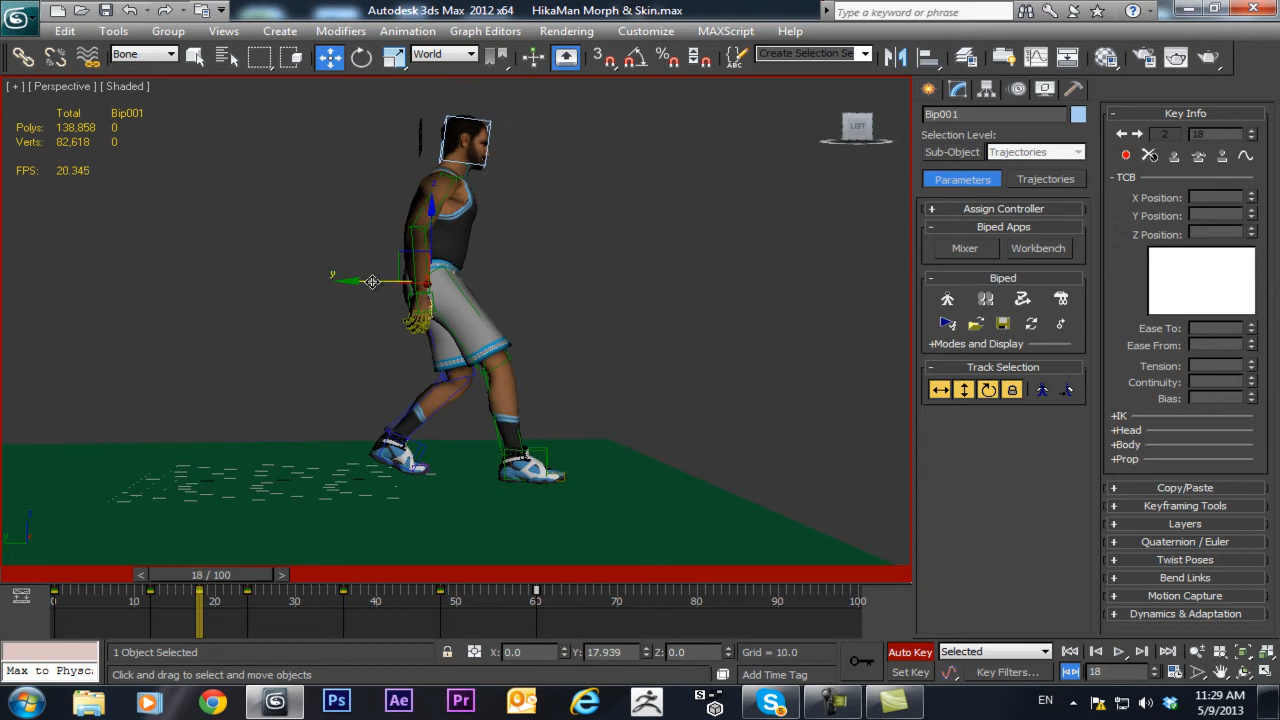 Autodesk 3ds Max 2012 x64 HikaMan Morph & Skin.max
Type a keyword or phrase
Edit Tools Group Views Create Modifiers Animation Graph Editors Rendering Customize MAXScript Help
Bone
World
Create Selection Se
[ + ] [ Perspective ] [ Shaded ]
Total Bip001
Polys: 138,858 0
Verts: 82,618 0
FPS: 20.345
LEFT
y
z
y
z
Bip001
Selection Level:
Sub-Object Trajectories
Parameters Trajectories
+ Assign Controller
- Biped Apps
Mixer Workbench
- Biped
+Modes and Display
- Track Selection
- Key Info
2 18
- TCB
X Position:
Y Position:
Z Position:
Ease To:
Ease From:
Tension:
Continuity:
Bias:
+IK
+Head
+Body
+Prop
+ Copy/Paste
+ Keyframing Tools
+ Layers
+ Quaternion / Euler
+ Twist Poses
+ Bend Links
+ Motion Capture
+ Dynamics & Adaptation
< 18 / 100 >
0 10 20 30 40 50 60 70 80 90 100
1 Object Selected X: 0.0 Y: 17.939 Z: 0.0 Grid = 10.0 Auto Key Selected
Max to Physc
Click and drag to select and move objects Add Time Tag Set Key Key Filters... 18
Ps Ae Pr
EN
11:29 AM
5/9/2013